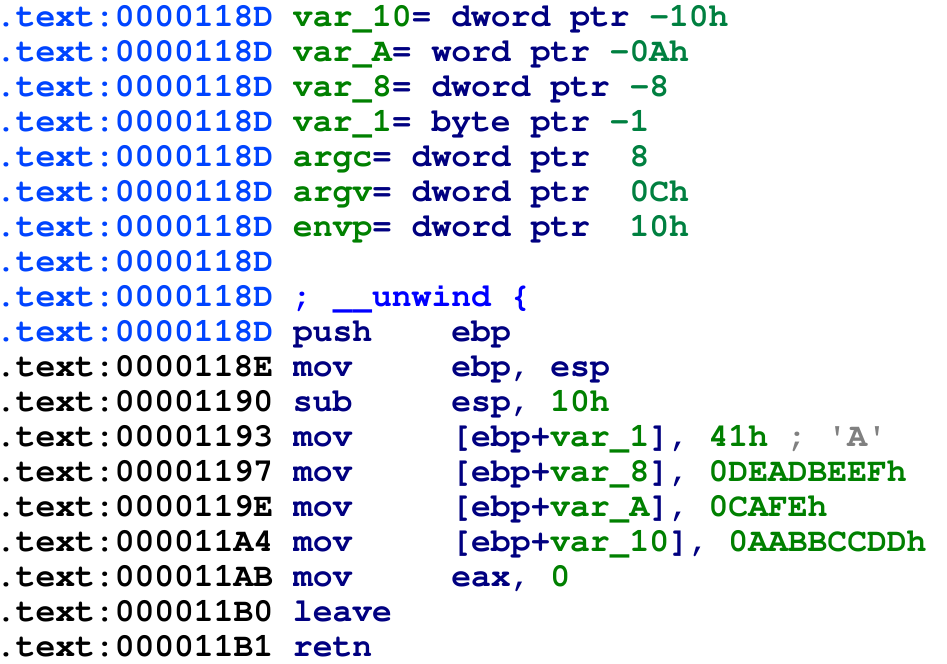 .text:0000118D var_10= dword ptr -10h
.text:0000118D var_A= word ptr -0Ah
.text:0000118D var_8= dword ptr -8
.text:0000118D var_1= byte ptr -1
.text:0000118D argc= dword ptr  8
.text:0000118D argv= dword ptr  0Ch
.text:0000118D envp= dword ptr  10h
.text:0000118D
.text:0000118D ; __unwind {
.text:0000118D push    ebp
.text:0000118E mov     ebp, esp
.text:00001190 sub     esp, 10h
.text:00001193 mov     [ebp+var_1], 41h ; 'A'
.text:00001197 mov     [ebp+var_8], 0DEADBEEFh
.text:0000119E mov     [ebp+var_A], 0CAFEh
.text:000011A4 mov     [ebp+var_10], 0AABBCCDDh
.text:000011AB mov     eax, 0
.text:000011B0 leave
.text:000011B1 retn